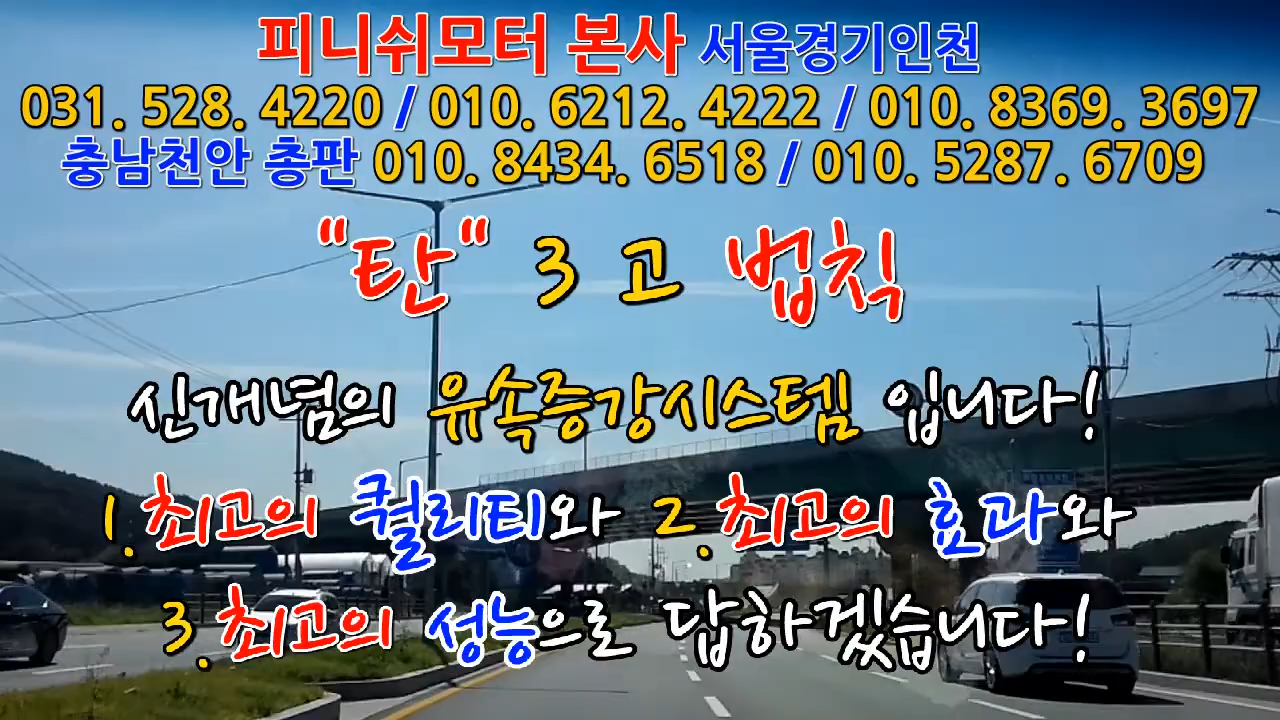 피니쉬모터 본사 서울경기인천
031. 528. 4220 / 010. 6212. 4222 / 010. 8369. 3697
충남천안 총판 010. 8434. 6518 / 010. 5287. 6709
"탄" 3 고 법칙
신개념의 유속증강시스템 입니다!
1. 최고의 퀄리티와 2. 최고의 효과와
3. 최고의 성능으로 답하겠습니다!